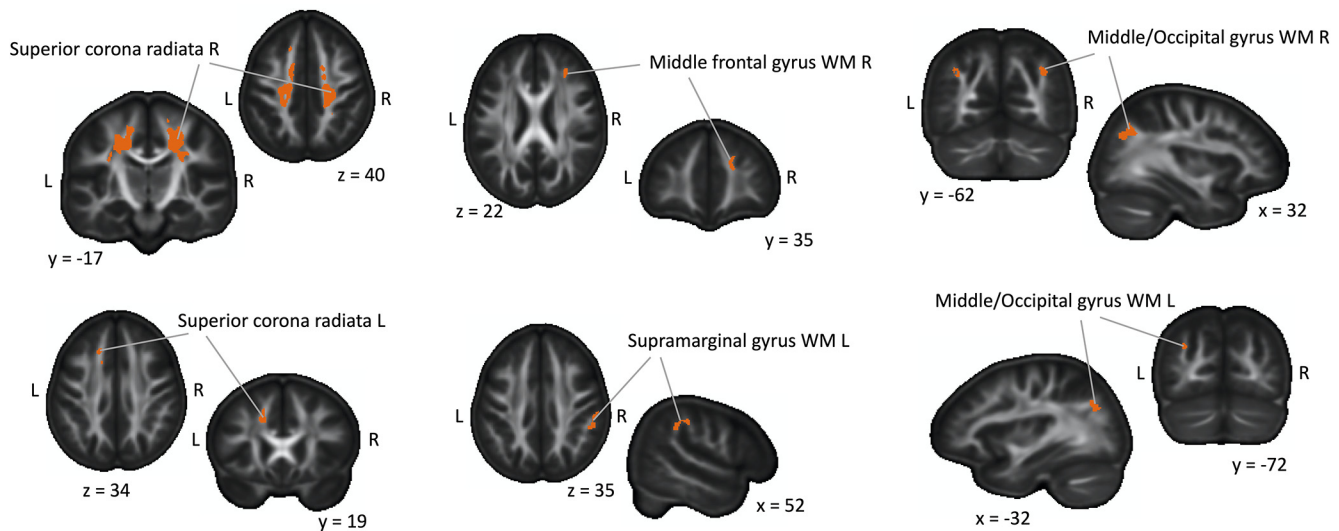 Superior corona radiata R
L
R
z = 40
L
R
y = -17
Middle frontal gyrus WM R
L
R
z = 22
L
R
y = 35
Middle/Occipital gyrus WM R
L
R
y = -62
x = 32
Superior corona radiata L
L
R
z = 34
L
R
y = 19
Supramarginal gyrus WM L
L
R
z = 35
x = 52
Middle/Occipital gyrus WM L
L
R
y = -72
x = -32